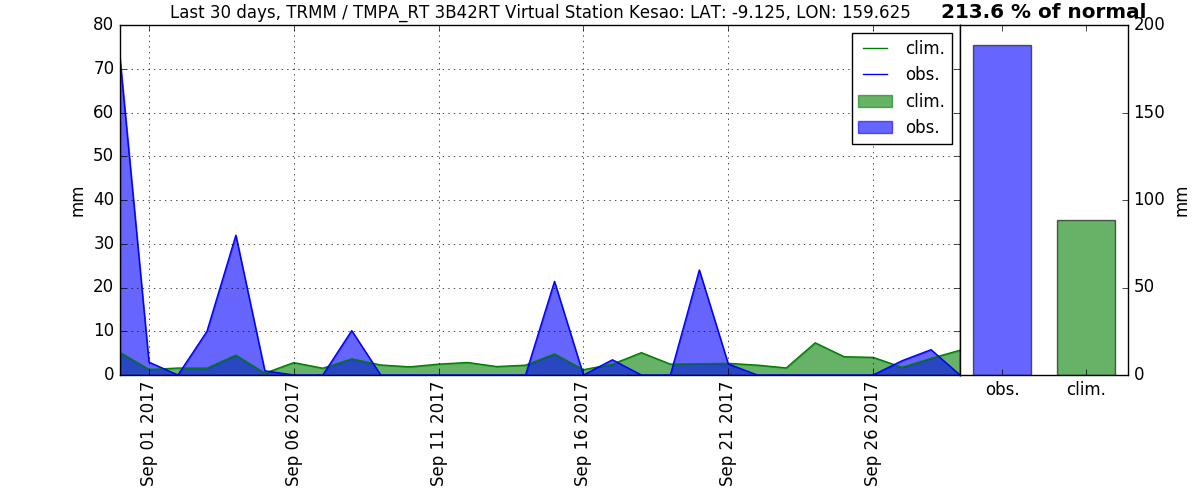 Last 30 days, TRMM / TMPA_RT 3B42RT Virtual Station Kesao: LAT: -9.125, LON: 159.625
213.6 % of normal
80
70
60
50
40
30
20
10
0
mm
clim.
obs.
clim.
obs.
200
150
100
50
0
mm
Sep 01 2017
Sep 06 2017
Sep 11 2017
Sep 16 2017
Sep 21 2017
Sep 26 2017
obs.
clim.